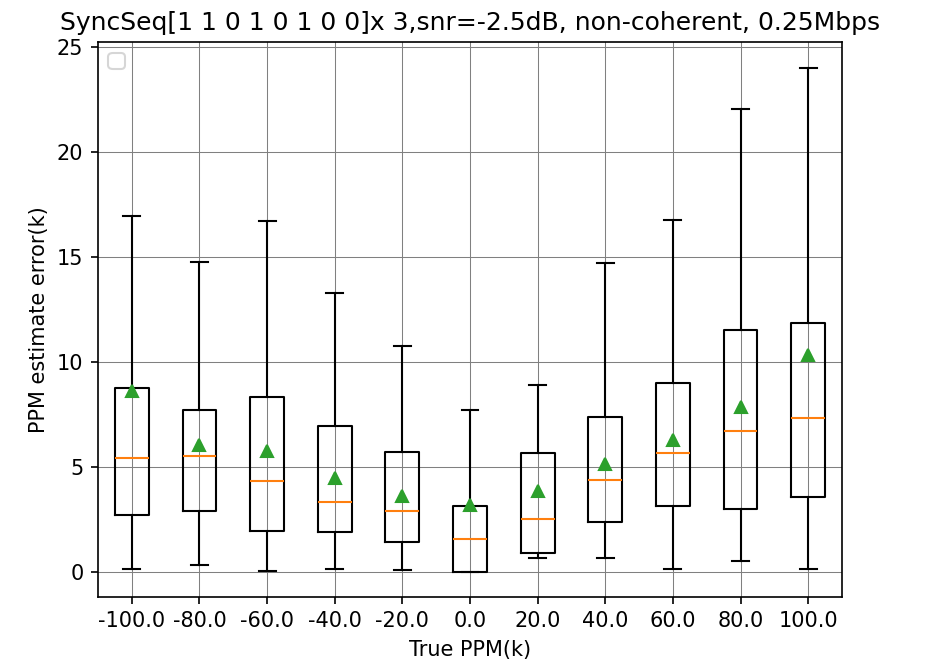 SyncSeq[1 1 0 1 0 1 0 0]x 3,snr=-2.5dB, non-coherent, 0.25Mbps
25
20
15
10
5
0
PPM estimate error(k)
-100.0 -80.0 -60.0 -40.0 -20.0 0.0 20.0 40.0 60.0 80.0 100.0
True PPM(k)